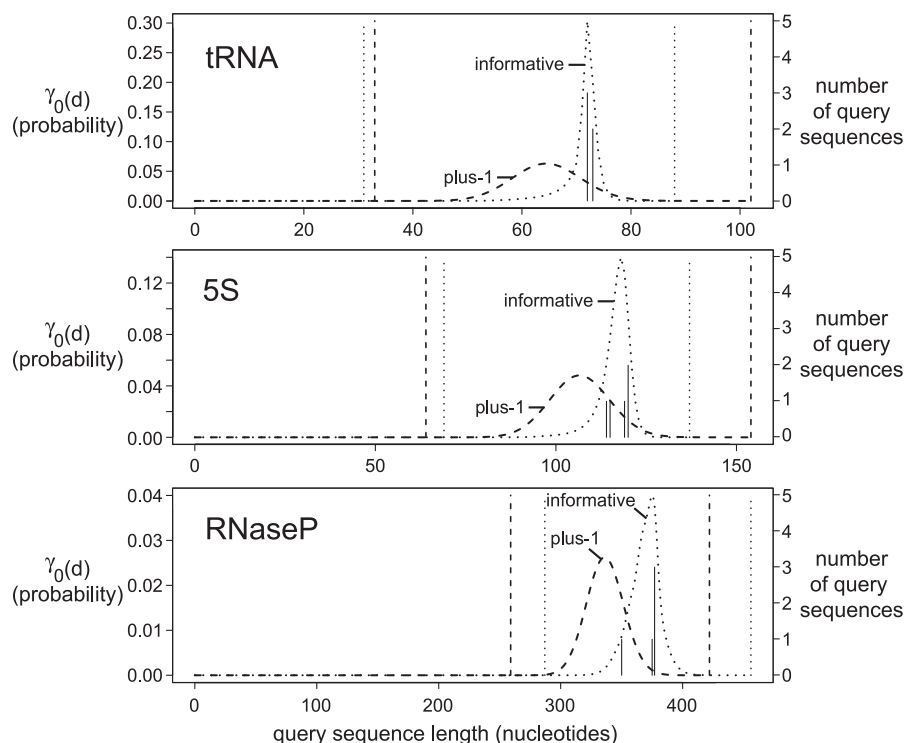 tRNA
informative
plus-1
γ0(d)
(probability)
0.30
0.25
0.20
0.15
0.10
0.05
0.00
5
4
3
2
1
0
number
of query
sequences
0 20 40 60 80 100
5S
informative
plus-1
γ0(d)
(probability)
0.12
0.08
0.04
0.00
5
4
3
2
1
0
number
of query
sequences
0 50 100 150
RNaseP
informative
plus-1
γ0(d)
(probability)
0.04
0.03
0.02
0.01
0.00
5
4
3
2
1
0
number
of query
sequences
0 100 200 300 400
query sequence length (nucleotides)